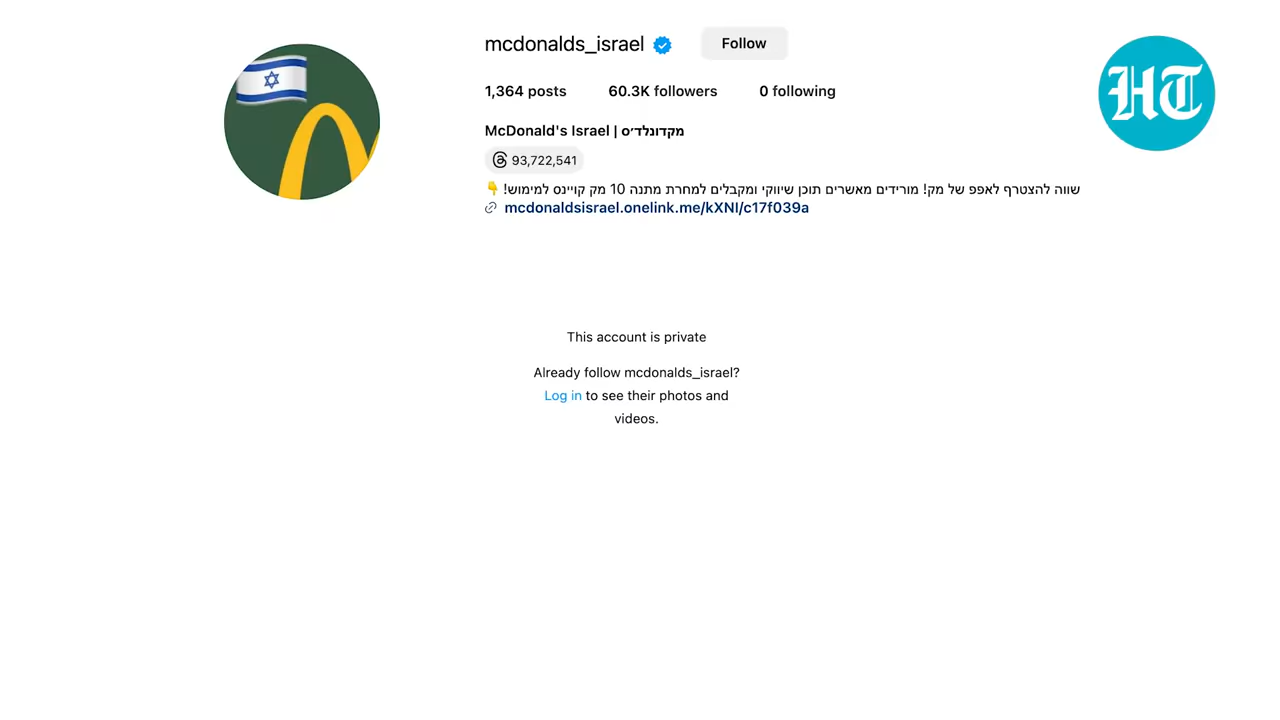 mcdonalds_israel
Follow
1,364 posts
60.3K followers
0 following
McDonald's Israel | מקדונלד׳ס
93,722,541
שווה להצטרף לאפפ של מק! מורידים מאשרים תוכן שיווקי ומקבלים למחרת מתנה 10 מק קויינס למימוש! 👇
mcdonaldsisrael.onelink.me/kXNI/c17f039a
HT
This account is private
Already follow mcdonalds_israel?
Log in to see their photos and
videos.